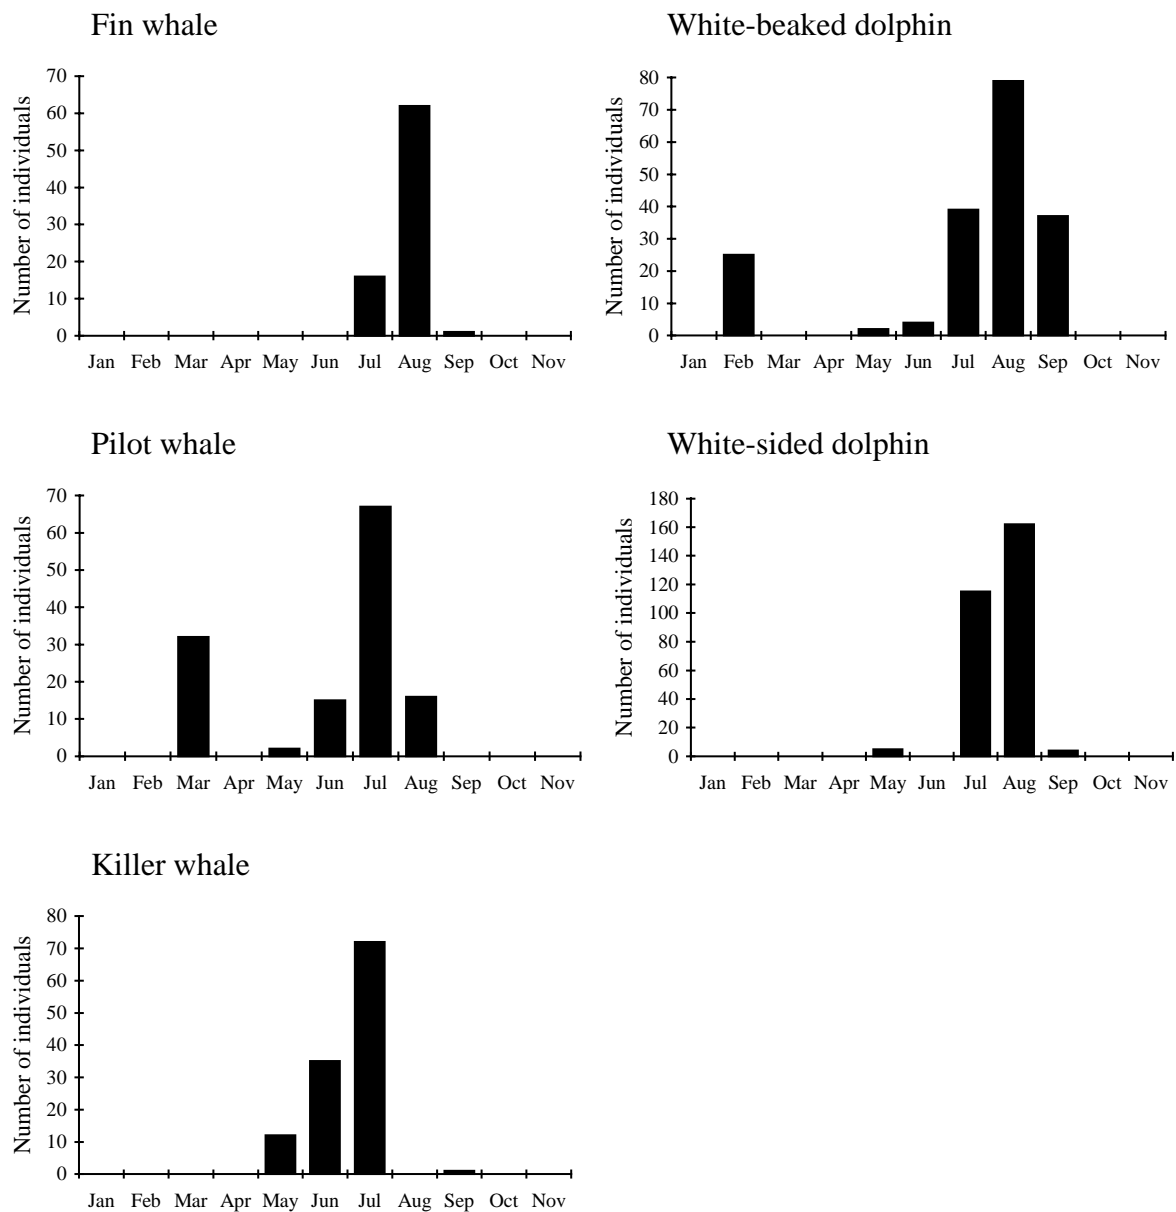 Fin whale
Number of individuals
70
60
50
40
30
20
10
0
Jan Feb Mar Apr May Jun Jul Aug Sep Oct Nov
White-beaked dolphin
Number of individuals
80
70
60
50
40
30
20
10
0
Jan Feb Mar Apr May Jun Jul Aug Sep Oct Nov
Pilot whale
Number of individuals
70
60
50
40
30
20
10
0
Jan Feb Mar Apr May Jun Jul Aug Sep Oct Nov
White-sided dolphin
Number of individuals
180
160
140
120
100
80
60
40
20
0
Jan Feb Mar Apr May Jun Jul Aug Sep Oct Nov
Killer whale
Number of individuals
80
70
60
50
40
30
20
10
0
Jan Feb Mar Apr May Jun Jul Aug Sep Oct Nov